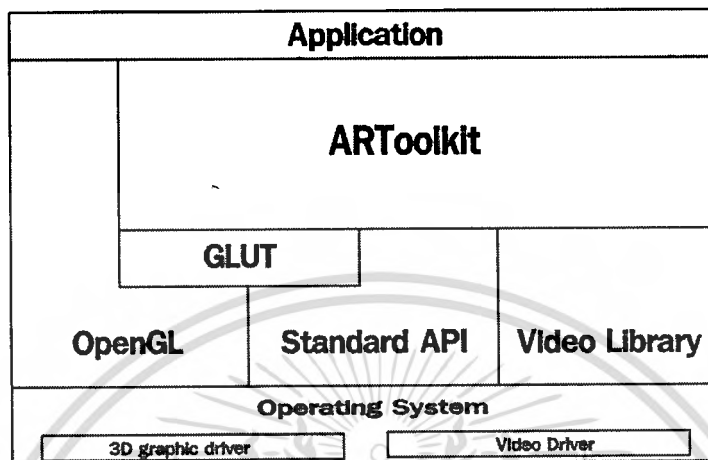 Application
ARToolkit
GLUT
OpenGL
Standard API
Video Library
Operating System
3D graphic driver
Video Driver